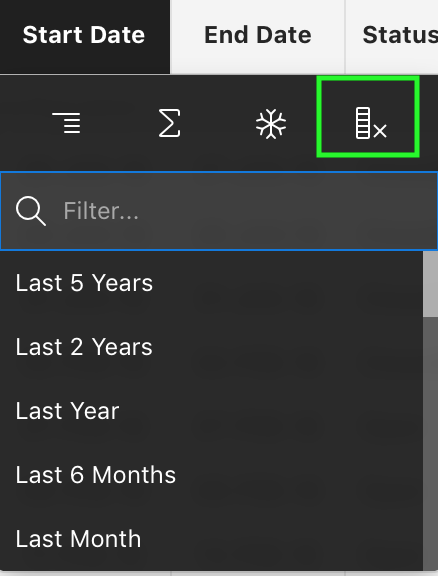 Start Date End Date Status
Filter...
Last 5 Years
Last 2 Years
Last Year
Last 6 Months
Last Month